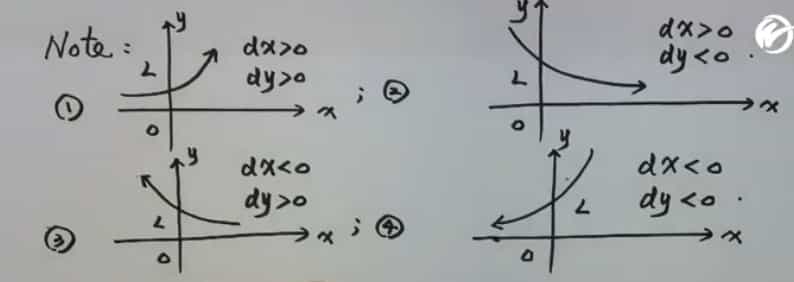 Note:
① y L dx>0 dy>0 x 0 ;
② y L dx>0 dy<0. x 0
③ y L dx<0 dy>0 x 0 ;
④ y L dx<0 dy<0. x 0